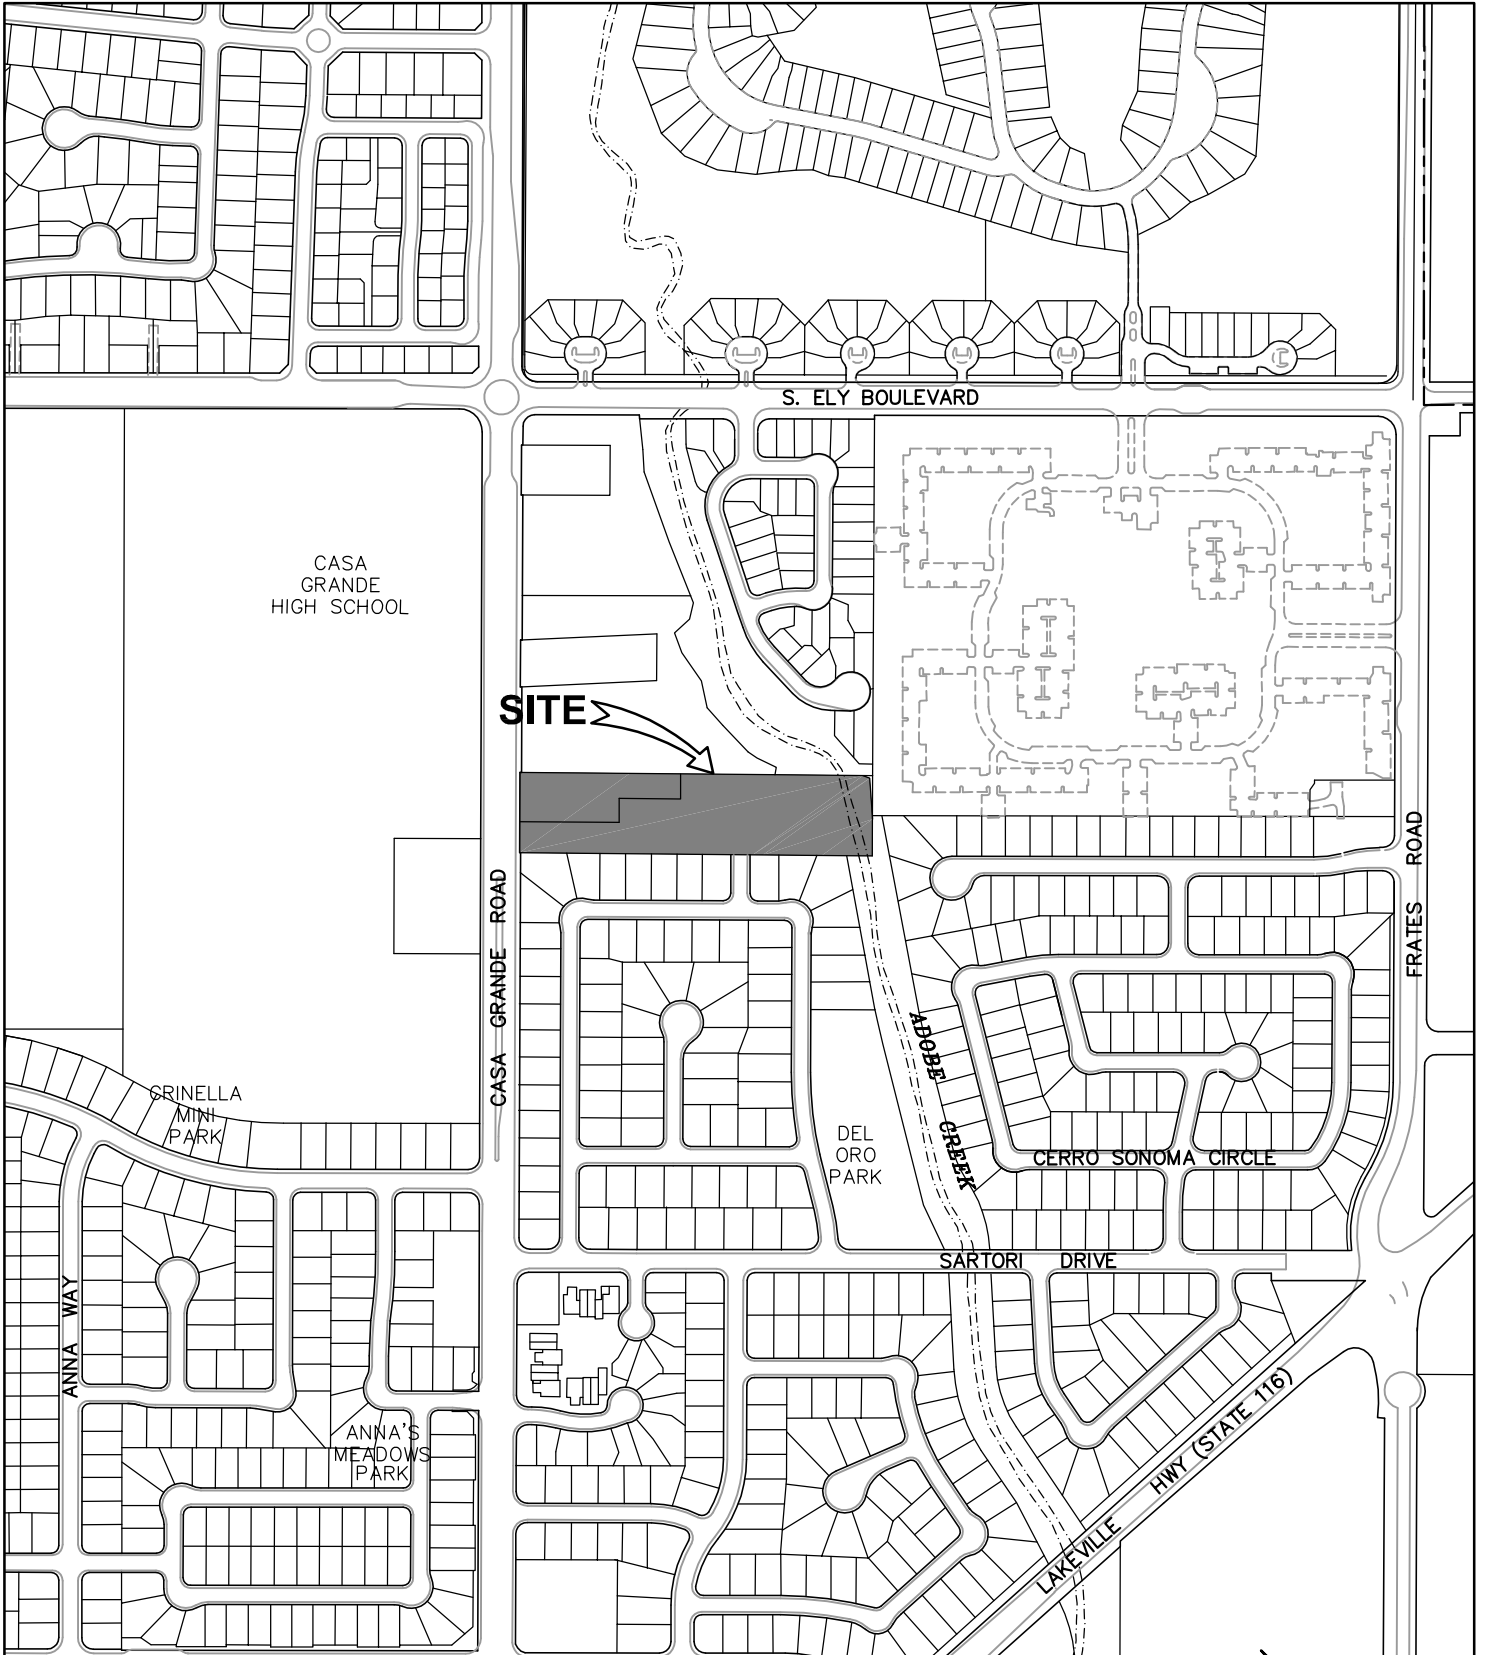 S. ELY BOULEVARD
CASA
GRANDE
HIGH SCHOOL
SITE
CASA GRANDE ROAD
FRATES ROAD
ADOBE CREEK
CRINELLA
MINI
PARK
DEL
ORO
PARK
CERRO SONOMA CIRCLE
SARTORI DRIVE
ANNA WAY
LAKEVILLE HWY (STATE 116)
ANNA'S
MEADOWS
PARK